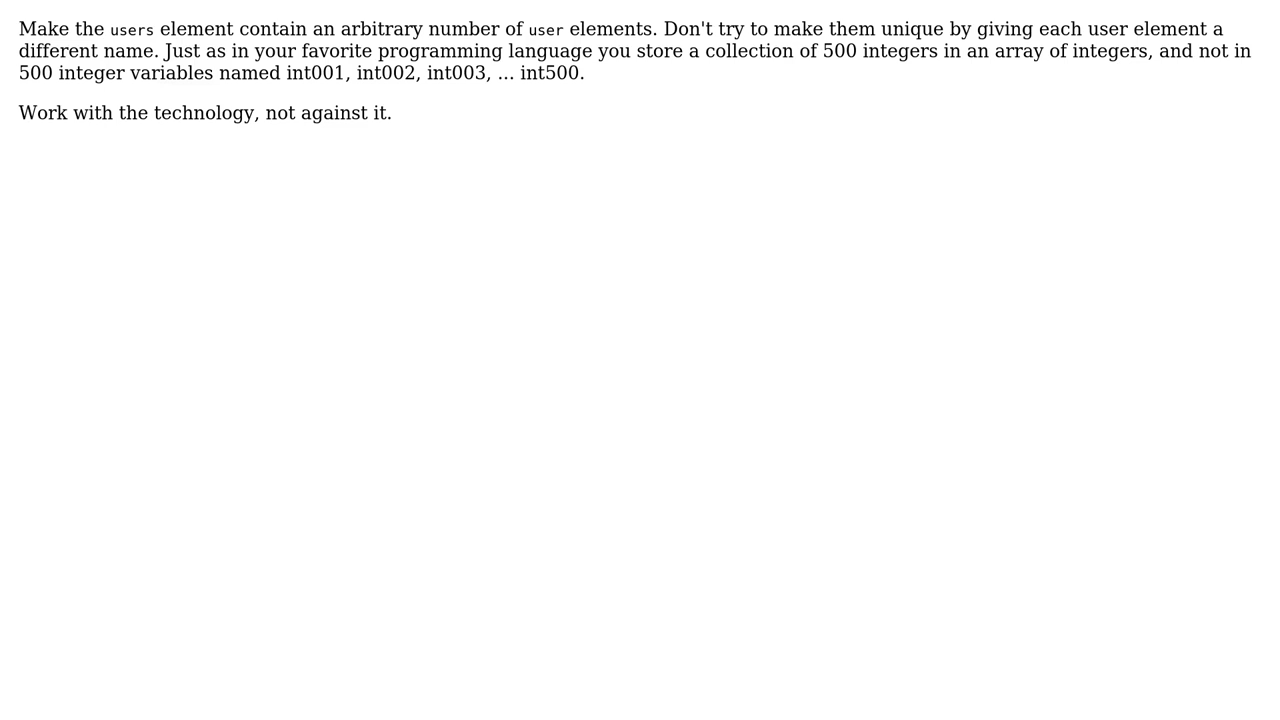 Make the users element contain an arbitrary number of user elements. Don't try to make them unique by giving each user element a
different name. Just as in your favorite programming language you store a collection of 500 integers in an array of integers, and not in
500 integer variables named int001, int002, int003, ... int500.
Work with the technology, not against it.